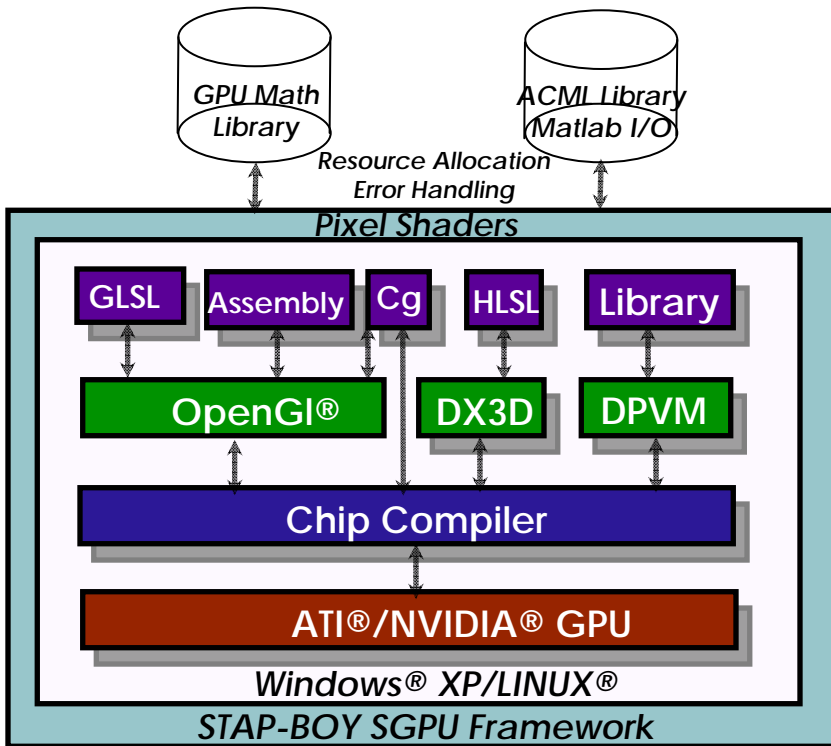 GPU Math
Library
ACML Library
Matlab I/O
Resource Allocation
Error Handling
Pixel Shaders
GLSL
Assembly
Cg
HLSL
Library
OpenGl®
DX3D
DPVM
Chip Compiler
ATI®/NVIDIA® GPU
Windows® XP/LINUX®
STAP-BOY SGPU Framework